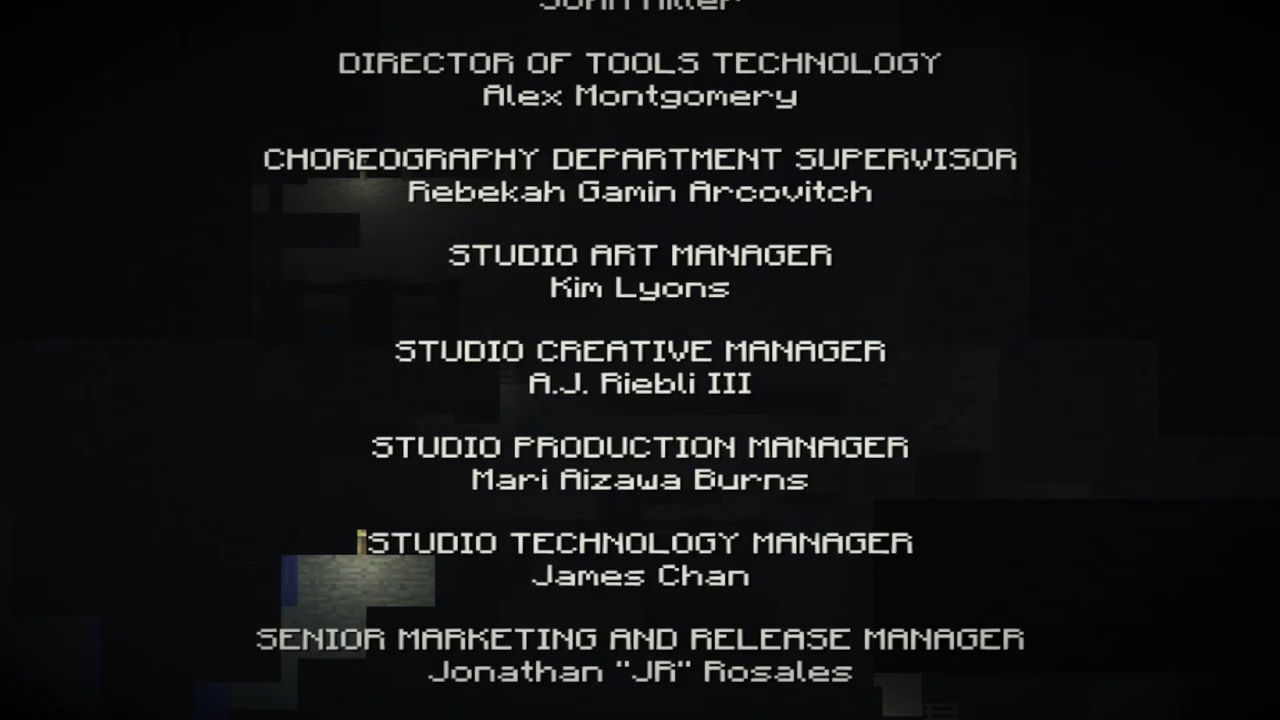 DIRECTOR OF TOOLS TECHNOLOGY
Alex Montgomery
CHOREOGRAPHY DEPARTMENT SUPERVISOR
Rebekah Gamin Arcovitch
STUDIO ART MANAGER
Kim Lyons
STUDIO CREATIVE MANAGER
A.J. Riebli III
STUDIO PRODUCTION MANAGER
Mari Aizawa Burns
STUDIO TECHNOLOGY MANAGER
James Chan
SENIOR MARKETING AND RELEASE MANAGER
Jonathan "JR" Rosales